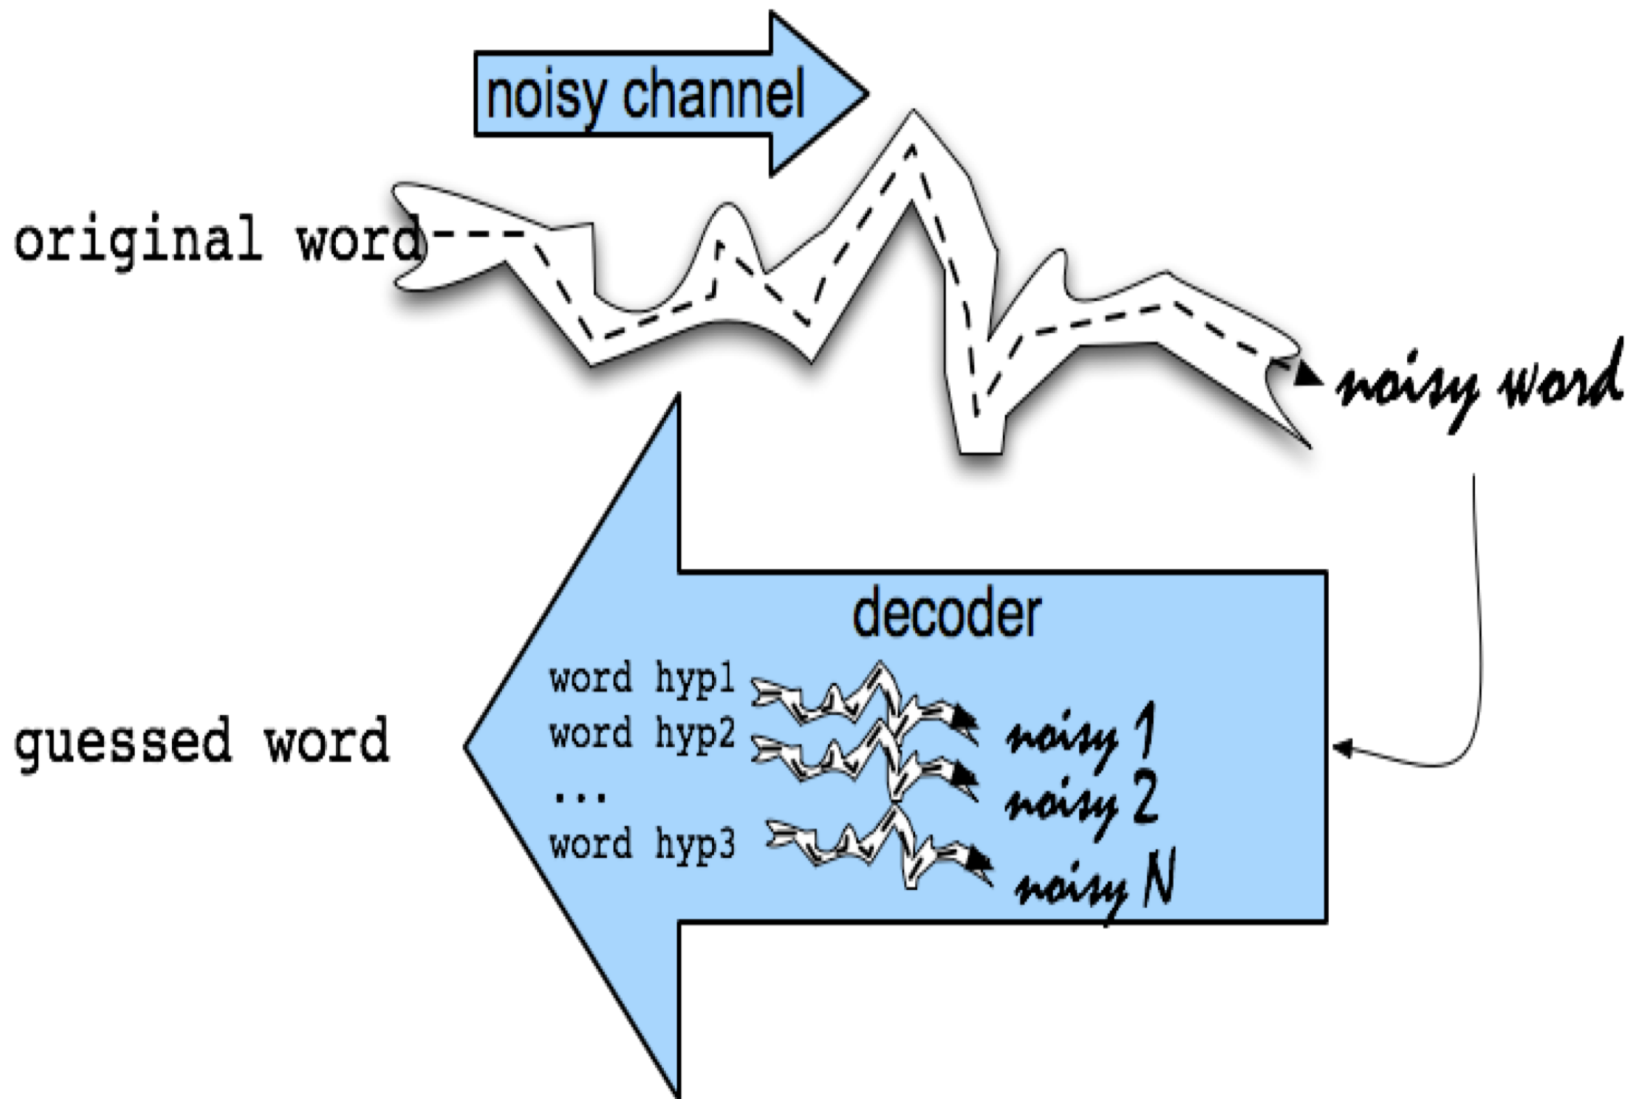 noisy channel
original word
noisy word
decoder
word hyp1
noisy 1
word hyp2
noisy 2
...
word hyp3
noisy N
guessed word